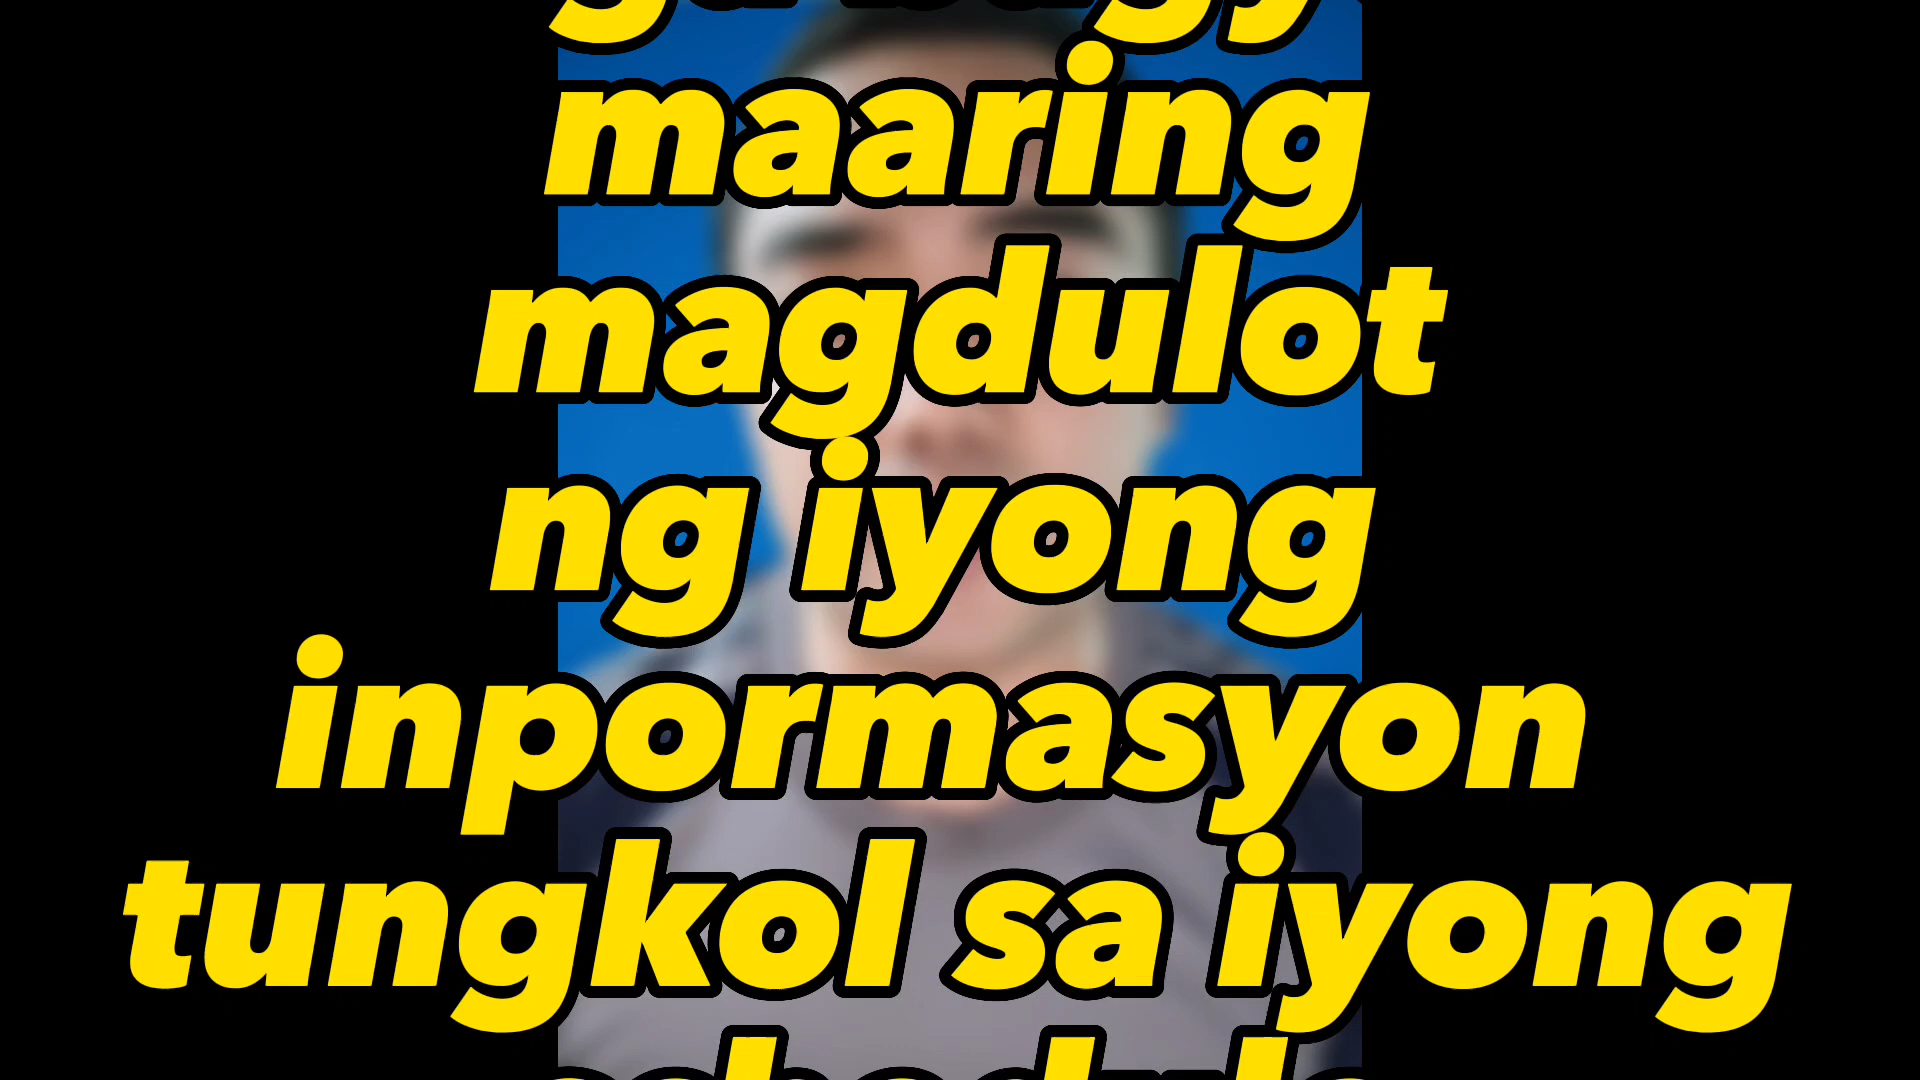 maaring
magdulot
ng iyong
inpormasyon
tungkol sa iyong